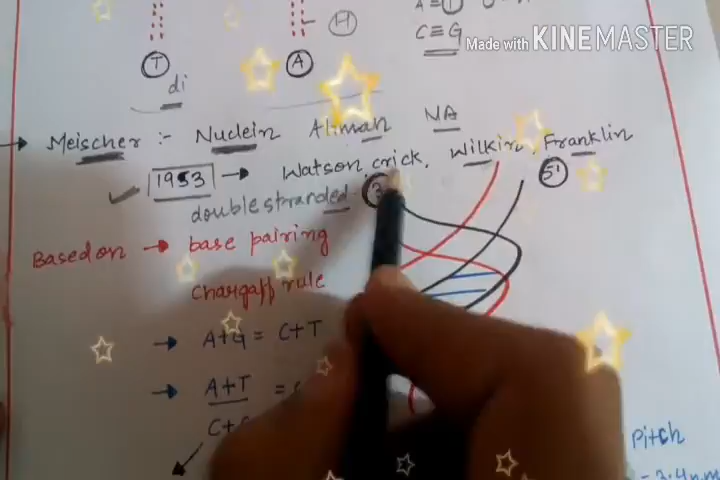 A = T
C ≡ G
Made with KINEMASTER
H
T
A
di
→ Meischer :- Nuclein Altman NA
1953 → Watson crick, Wilkin, Franklin
double stranded
5'
Based on → base pairing
chargaff rule
→ A+G = C+T
→ A+T =
Pitch